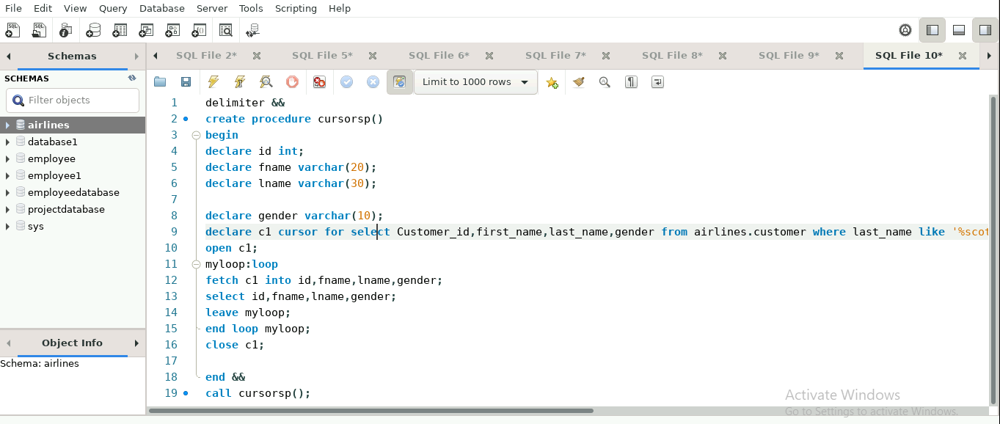 File Edit View Query Database Server Tools Scripting Help
Schemas
SQL File 2* SQL File 5* SQL File 6* SQL File 7* SQL File 8* SQL File 9* SQL File 10*
SCHEMAS
Filter objects
airlines
database1
employee
employee1
employeedatabase
projectdatabase
sys
Object Info
Schema: airlines
Limit to 1000 rows
1 delimiter &&
2 create procedure cursorsp()
3 begin
4 declare id int;
5 declare fname varchar(20);
6 declare lname varchar(30);
7
8 declare gender varchar(10);
9 declare c1 cursor for select Customer_id,first_name,last_name,gender from airlines.customer where last_name like '%scot
10 open c1;
11 myloop:loop
12 fetch c1 into id,fname,lname,gender;
13 select id,fname,lname,gender;
14 leave myloop;
15 end loop myloop;
16 close c1;
17
18 end &&
19 call cursorsp();
Activate Windows
Go to Settings to activate Windows.